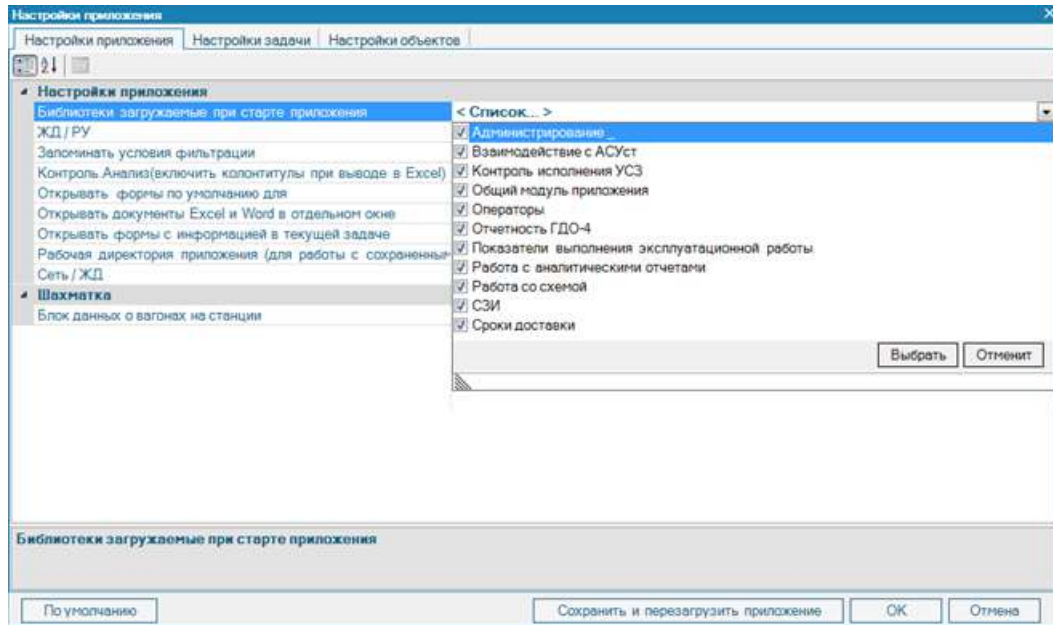 Настройки приложения
Настройки приложения Настройки задачи Настройки объектов
Настройки приложения
Библиотеки загружаемые при старте приложения < Список... >
ЖД / РУ
Запоминать условия фильтрации
Контроль.Анализ(включить колонтитулы при выводе в Excel)
Открывать формы по умолчанию для
Открывать документы Excel и Word в отдельном окне
Открывать формы с информацией в текущей задаче
Рабочая директория приложения (для работы с сохраненным
Сеть / ЖД
Шахматка
Блок данных о вагонах на станции
Администрирование_
Взаимодействие с АСУст
Контроль исполнения УСЗ
Общий модуль приложения
Операторы
Отчетность ГДО-4
Показатели выполнения эксплуатационной работы
Работа с аналитическими отчетами
Работа со схемой
СЗИ
Сроки доставки
Выбрать Отменит
Библиотеки загружаемые при старте приложения
По умолчанию Сохранить и перезагрузить приложение OK Отмена